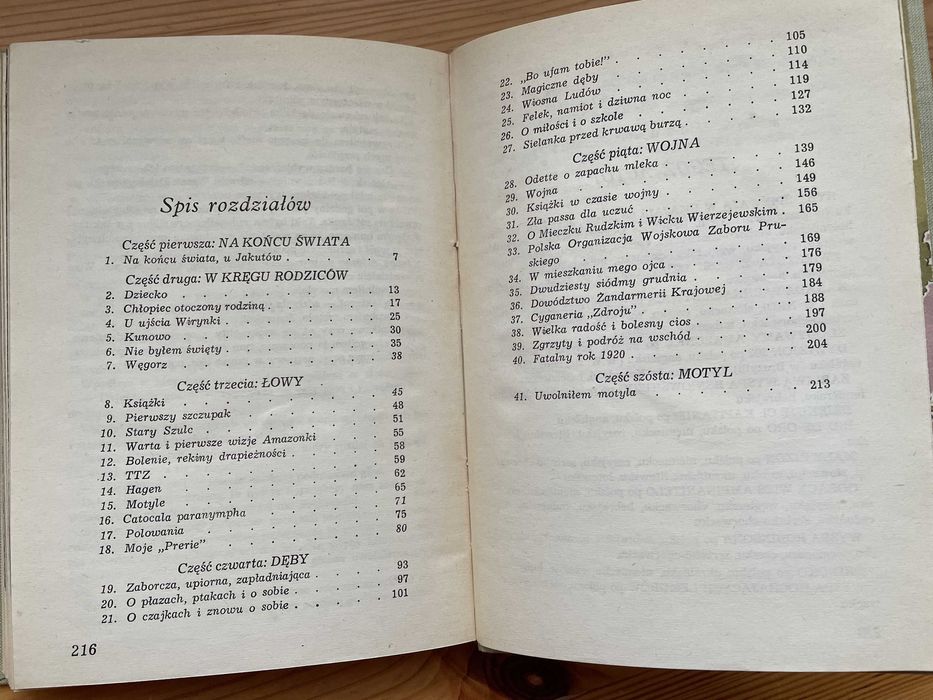 Spis rozdziałów
Część pierwsza: NA KOŃCU ŚWIATA
1. Na końcu świata, u Jakutów . . . . . 7
Część druga: W KRĘGU RODZICÓW
2. Dziecko . . . . . . . . . . 13
3. Chłopiec otoczony rodziną . . . . . . 17
4. U ujścia Wirynki . . . . . . . . 25
5. Kunowo . . . . . . . . . . 30
6. Nie byłem święty . . . . . . . . 35
7. Węgorz . . . . . . . . . . 38
Część trzecia: ŁOWY
8. Książki . . . . . . . . . . 45
9. Pierwszy szczupak . . . . . . . 48
10. Stary Szulc . . . . . . . . . 51
11. Warta i pierwsze wizje Amazonki . . . . 55
12. Bolenie, rekiny drapieżności . . . . . 58
13. TTZ . . . . . . . . . . . 59
14. Hagen . . . . . . . . . . 62
15. Motyle . . . . . . . . . . 65
16. Catocala paranympha . . . . . . 71
17. Polowania . . . . . . . . . 75
18. Moje „Prerie” . . . . . . . . 80
Część czwarta: DĘBY
19. Zaborcza, upiorna, zapładniająca . . . . 93
20. O płazach, ptakach i o sobie . . . . . 97
21. O czajkach i znowu o sobie . . . . . 101
216
22. „Bo ufam tobie!” . . . . . . . . 105
23. Magiczne dęby . . . . . . . . 110
24. Wiosna Ludów . . . . . . . . 114
25. Felek, namiot i dziwna noc . . . . . 119
26. O miłości i o szkole . . . . . . . 127
27. Sielanka przed krwawą burzą . . . . . 132
Część piąta: WOJNA
28. Odette o zapachu mleka . . . . . . 139
29. Wojna . . . . . . . . . . 146
30. Książki w czasie wojny . . . . . . 149
31. Zła passa dla uczuć . . . . . . . 156
32. O Mieczku Rudzkim i Wicku Wierzejewskim . 165
33. Polska Organizacja Wojskowa Zaboru Pru-
skiego . . . . . . . . . . 169
34. W mieszkaniu mego ojca . . . . . . 176
35. Dwudziesty siódmy grudnia . . . . . 179
36. Dowództwo Żandarmerii Krajowej . . . . 184
37. Cyganeria „Zdroju” . . . . . . . 188
38. Wielka radość i bolesny cios . . . . . 197
39. Zgrzyty i podróż na wschód . . . . . 200
40. Fatalny rok 1920 . . . . . . . . 204
Część szósta: MOTYL
41. Uwolniłem motyla . . . . . . . 213